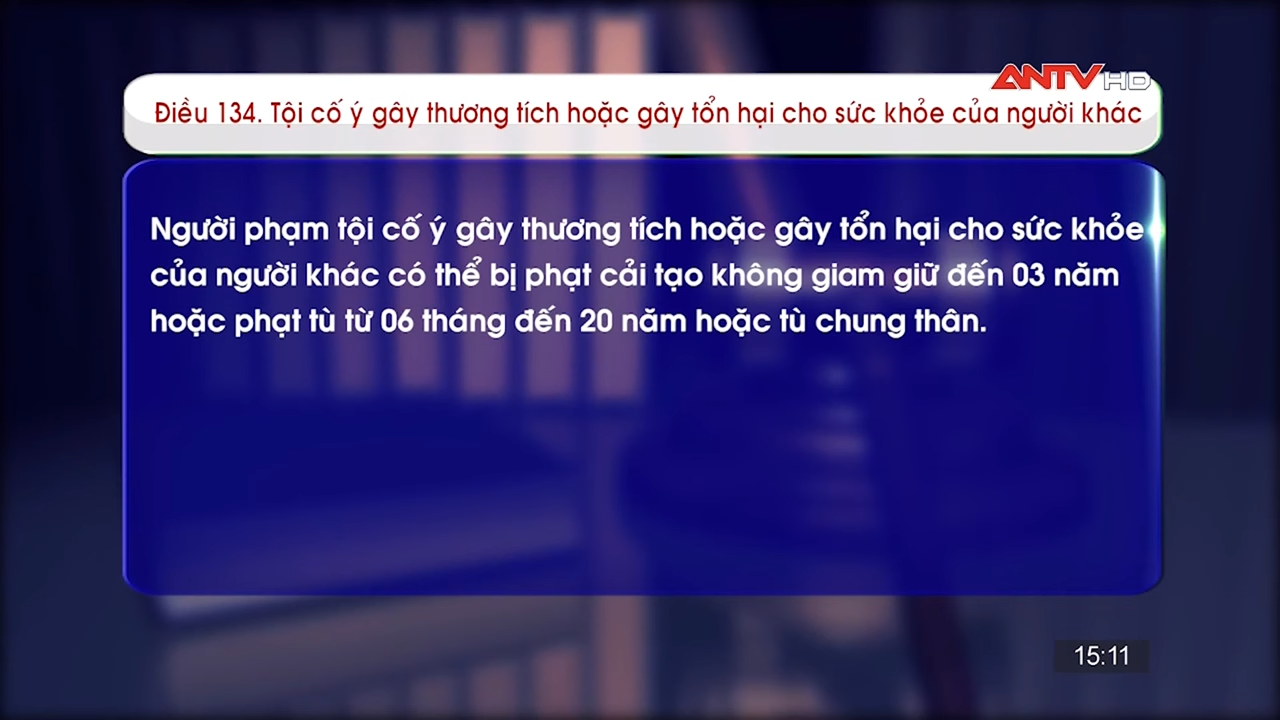 ANTV HD
Điều 134. Tội cố ý gây thương tích hoặc gây tổn hại cho sức khỏe của người khác
Người phạm tội cố ý gây thương tích hoặc gây tổn hại cho sức khỏe
của người khác có thể bị phạt cải tạo không giam giữ đến 03 năm
hoặc phạt tù từ 06 tháng đến 20 năm hoặc tù chung thân.
15:11